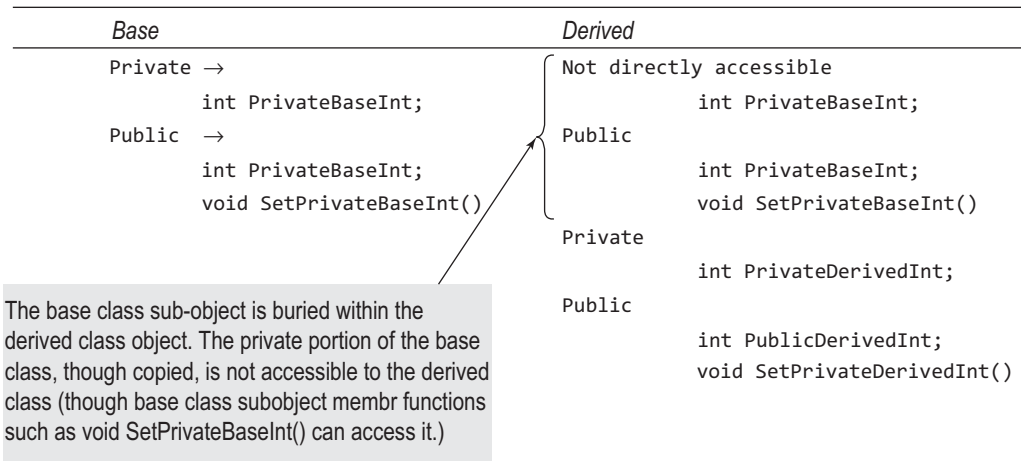 Base Derived
Private → Not directly accessible
int PrivateBaseInt; int PrivateBaseInt;
Public → Public
int PrivateBaseInt; int PrivateBaseInt;
void SetPrivateBaseInt() void SetPrivateBaseInt()
Private
int PrivateDerivedInt;
Public
int PublicDerivedInt;
void SetPrivateDerivedInt()
The base class sub-object is buried within the
derived class object. The private portion of the base
class, though copied, is not accessible to the derived
class (though base class subobject membr functions
such as void SetPrivateBaseInt() can access it.)